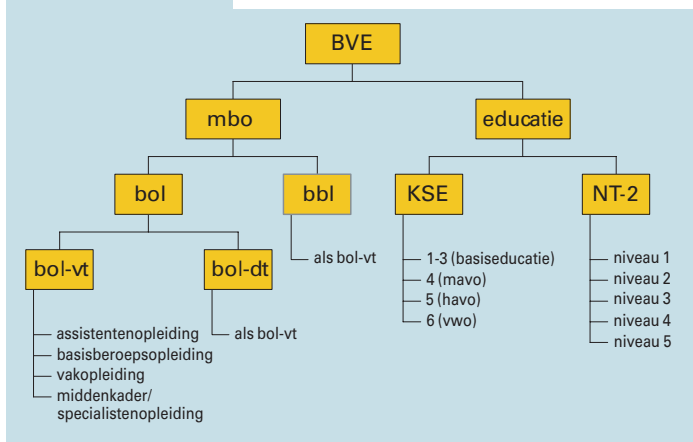 BVE
mbo
educatie
bol
bbl
KSE
NT-2
bol-vt
bol-dt
als bol-vt
1-3 (basiseducatie)
4 (mavo)
5 (havo)
6 (vwo)
niveau 1
niveau 2
niveau 3
niveau 4
niveau 5
assistentenopleiding
basisberoepsopleiding
vakopleiding
middenkader/
specialistenopleiding
als bol-vt